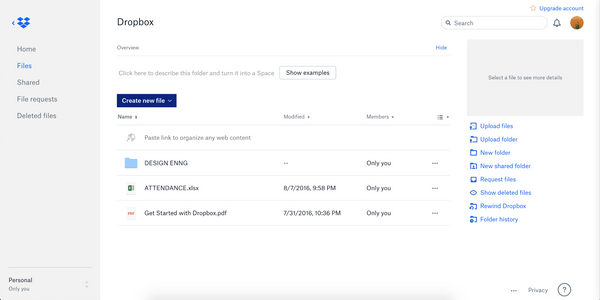 Upgrade account
Dropbox
Search
Home
Files
Shared
File requests
Deleted files
Overview
Hide
Click here to describe this folder and turn it into a Space
Show examples
Select a file to see more details
Create new file
Name
Modified
Members
Paste link to organize any web content
DESIGN ENNG
--
Only you
ATTENDANCE.xlsx
8/7/2016, 9:58 PM
Only you
Get Started with Dropbox.pdf
7/31/2016, 10:36 PM
Only you
Upload files
Upload folder
New folder
New shared folder
Request files
Show deleted files
Rewind Dropbox
Folder history
Personal
Only you
Privacy
?